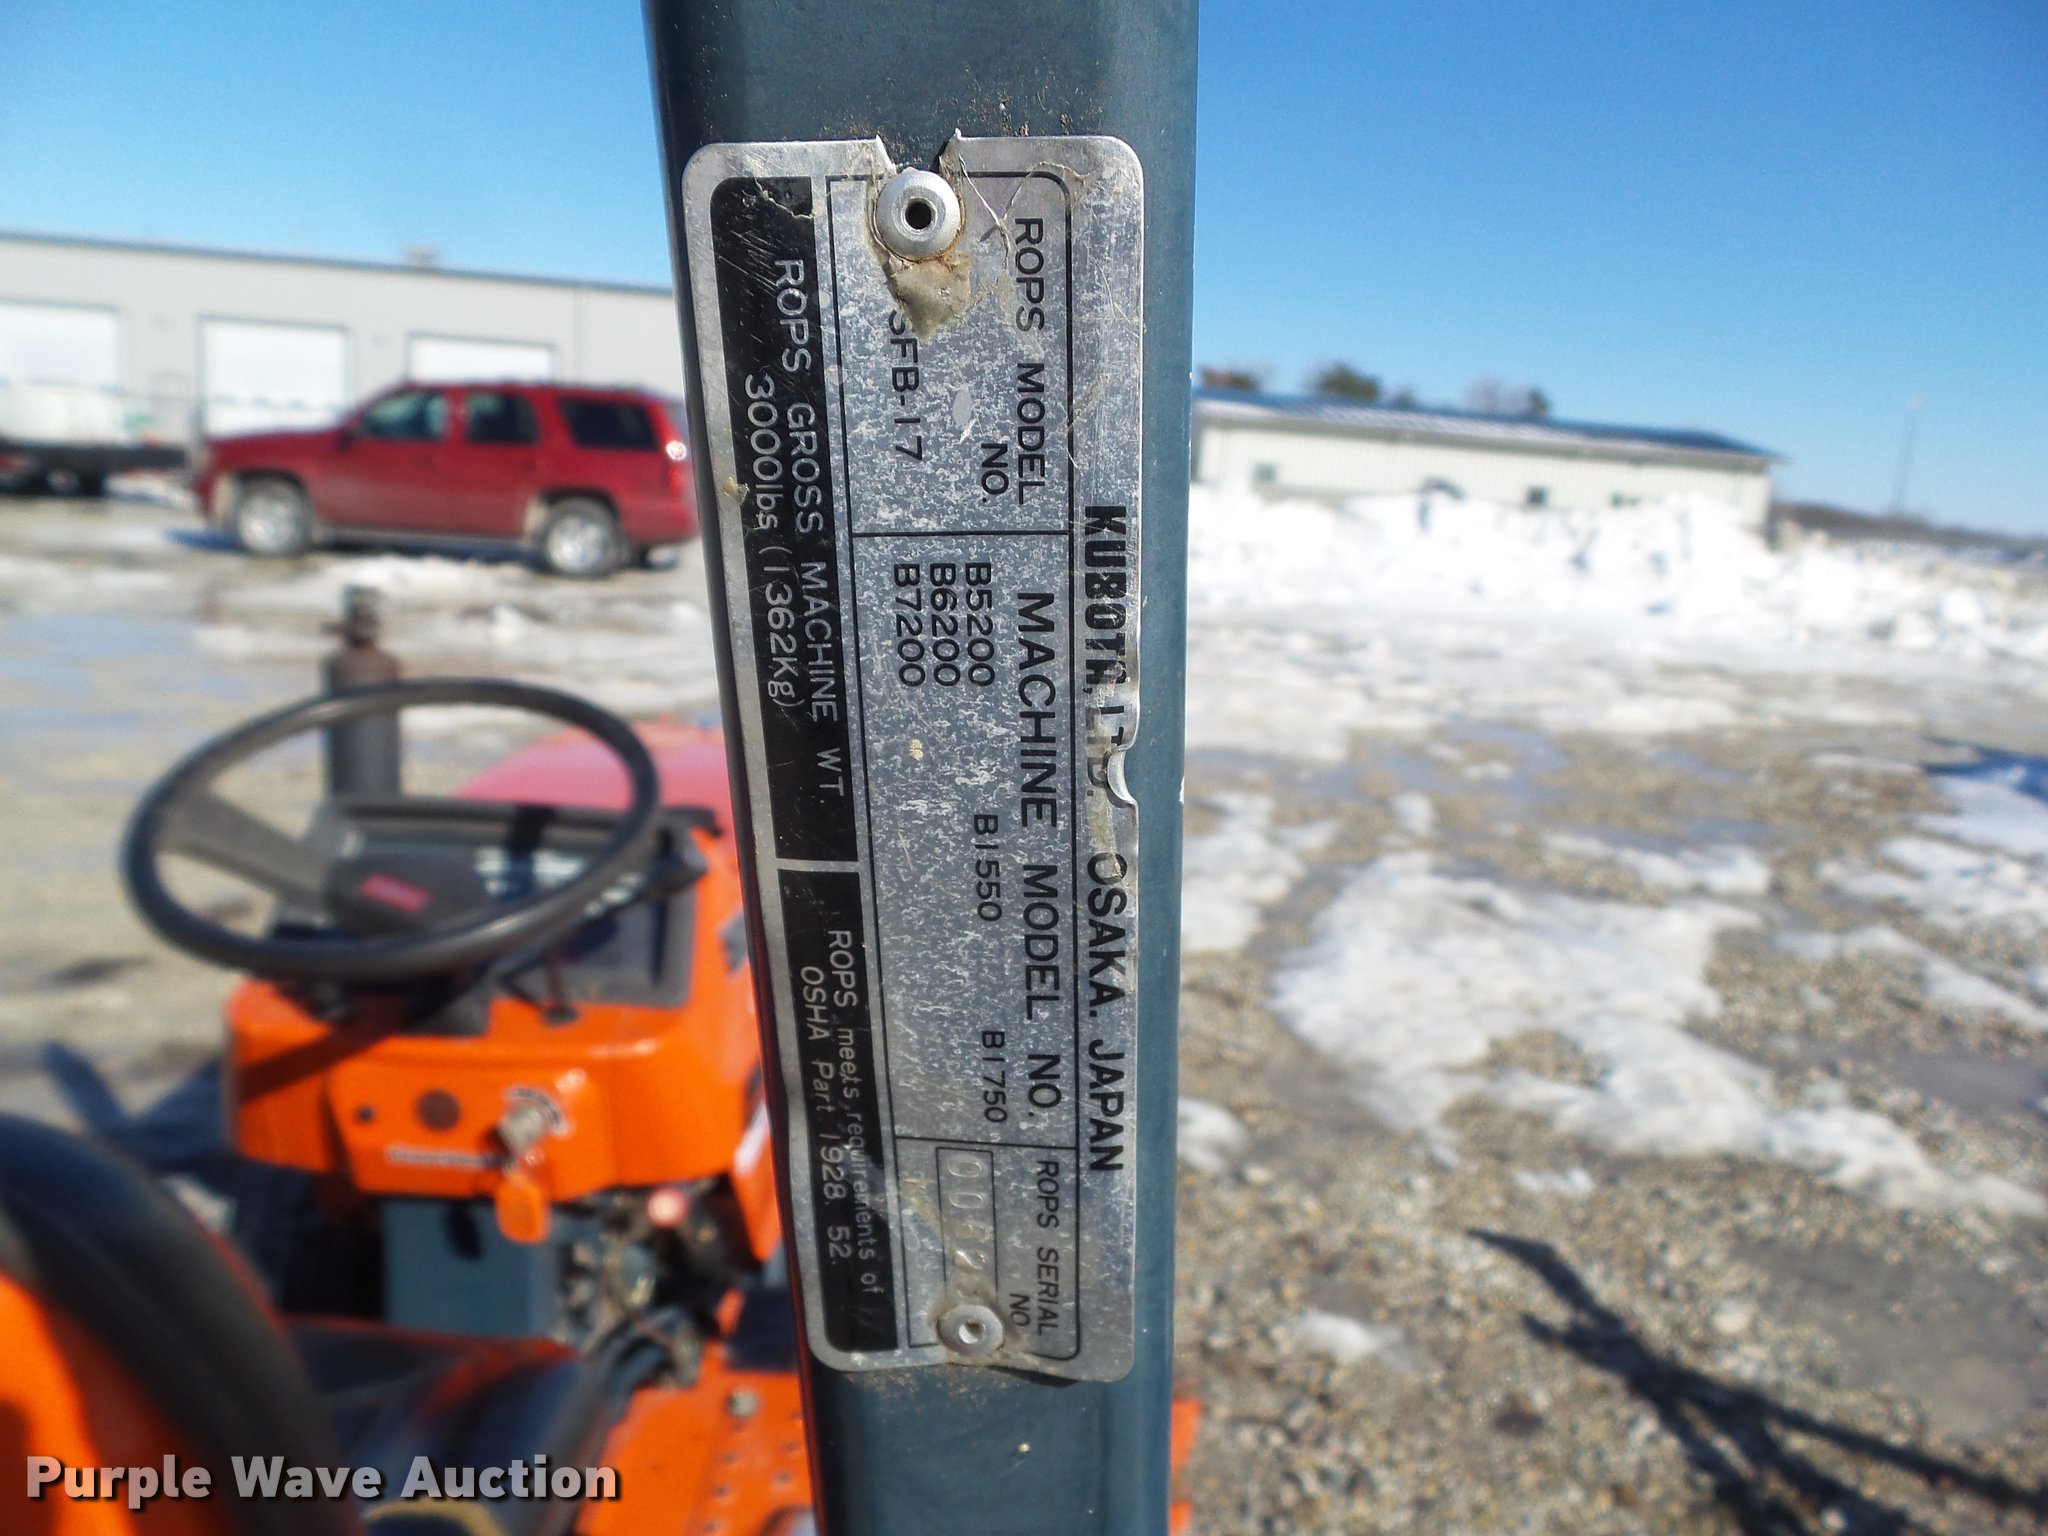 KUBOTA, LTD. OSAKA. JAPAN
ROPS MODEL NO.
MACHINE MODEL NO.
ROPS SERIAL NO
SFB-17
B5200 B1550 B1750
B6200
B7200
ROPS GROSS MACHINE WT.
3000lbs (1362Kg)
ROPS meets requirements of
OSHA Part 1928. 52.
Purple Wave Auction